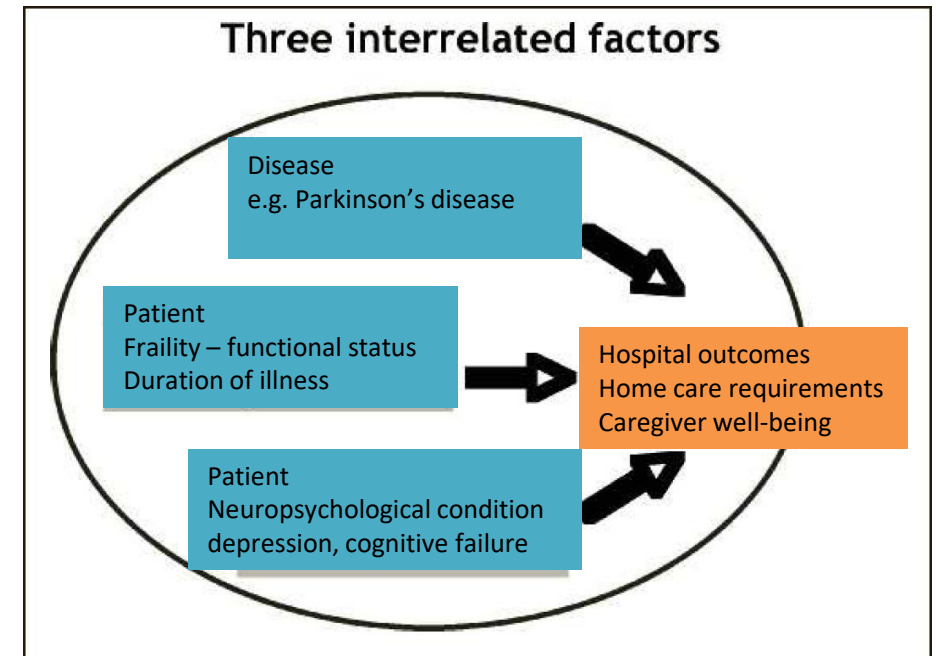 Three interrelated factors
Disease
e.g. Parkinson’s disease
Patient
Fraility – functional status
Duration of illness
Hospital outcomes
Home care requirements
Caregiver well-being
Patient
Neuropsychological condition
depression, cognitive failure